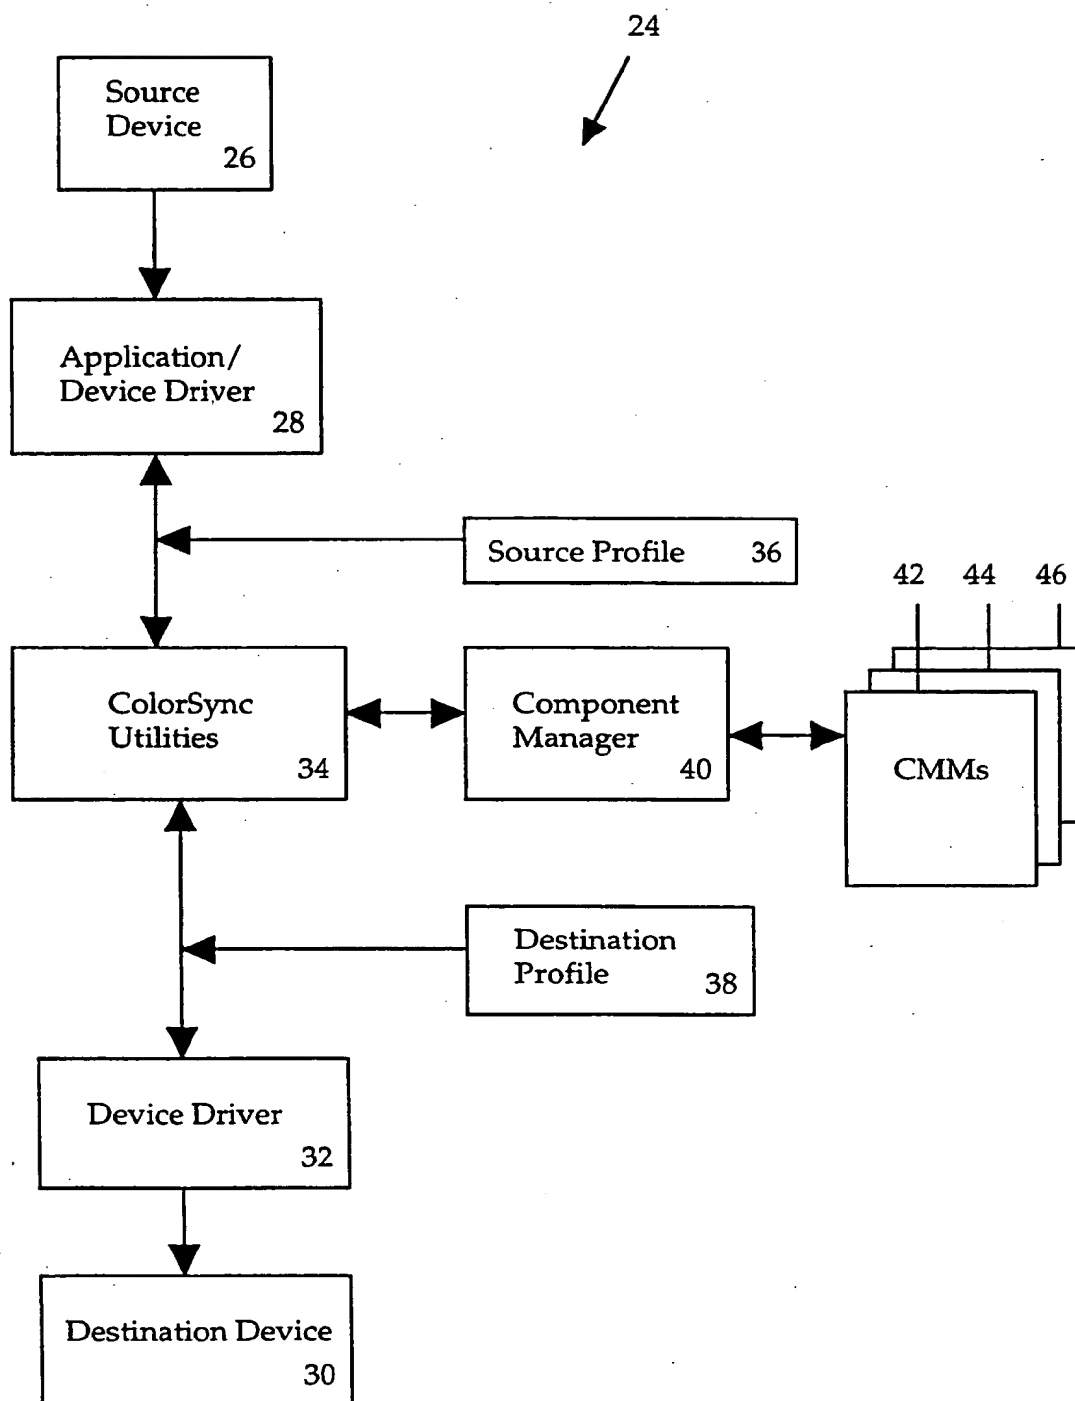 24
Source
Device
26
Application/
Device Driver
28
Source Profile 36
42 44 46
ColorSync
Utilities
34
Component
Manager
40
CMMs
Destination
Profile
38
Device Driver
32
Destination Device
30